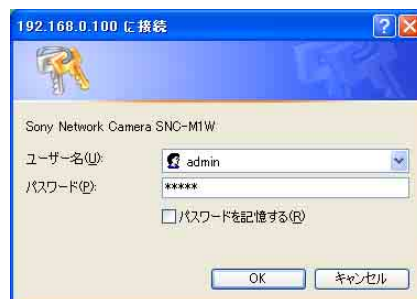 192.168.0.100 に接続
Sony Network Camera SNC-M1W
ユーザー名(U):
admin
パスワード(P):
*****
パスワードを記憶する(R)
OK
キャンセル